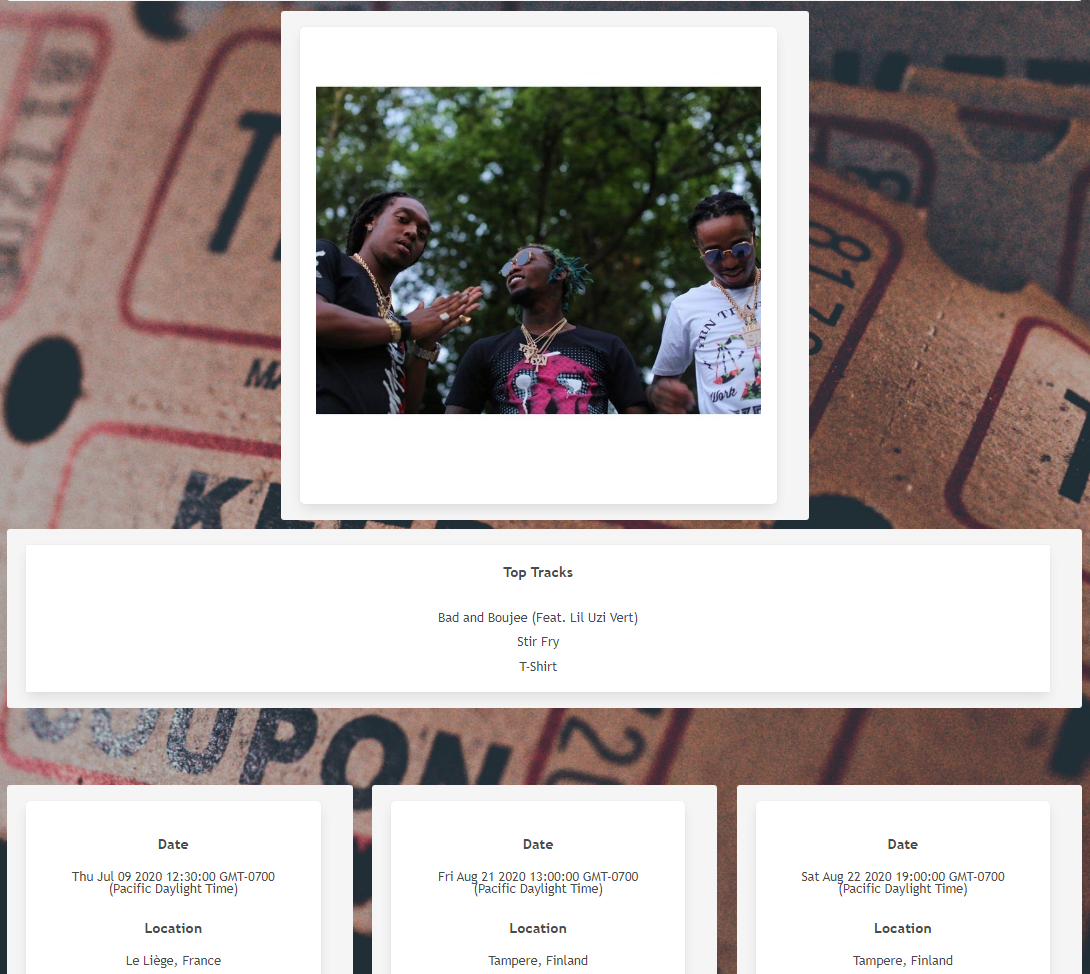 Top Tracks
Bad and Boujee (Feat. Lil Uzi Vert)
Stir Fry
T-Shirt
COUPON
Date
Thu Jul 09 2020 12:30:00 GMT-0700
(Pacific Daylight Time)
Location
Le Liège, France
Date
Fri Aug 21 2020 13:00:00 GMT-0700
(Pacific Daylight Time)
Location
Tampere, Finland
Date
Sat Aug 22 2020 19:00:00 GMT-0700
(Pacific Daylight Time)
Location
Tampere, Finland